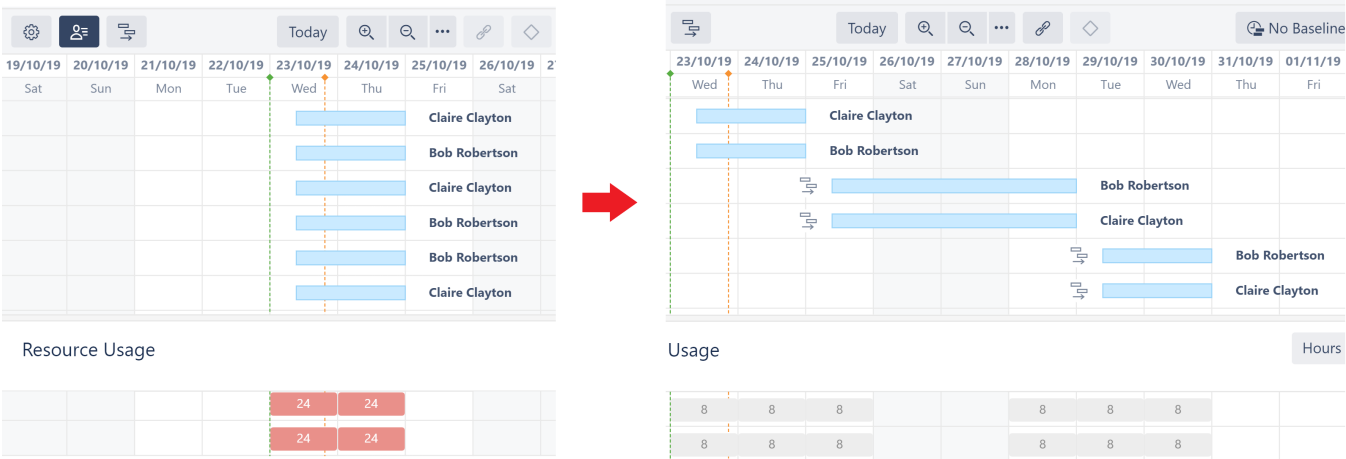 Today
19/10/19 20/10/19 21/10/19 22/10/19 23/10/19 24/10/19 25/10/19 26/10/19
Sat Sun Mon Tue Wed Thu Fri Sat
Claire Clayton
Bob Robertson
Claire Clayton
Bob Robertson
Bob Robertson
Claire Clayton
Resource Usage
24 24
24 24
Today No Baseline
23/10/19 24/10/19 25/10/19 26/10/19 27/10/19 28/10/19 29/10/19 30/10/19 31/10/19 01/11/19
Wed Thu Fri Sat Sun Mon Tue Wed Thu Fri
Claire Clayton
Bob Robertson
Bob Robertson
Claire Clayton
Bob Robertson
Claire Clayton
Usage Hours
8 8 8 8 8 8
8 8 8 8 8 8